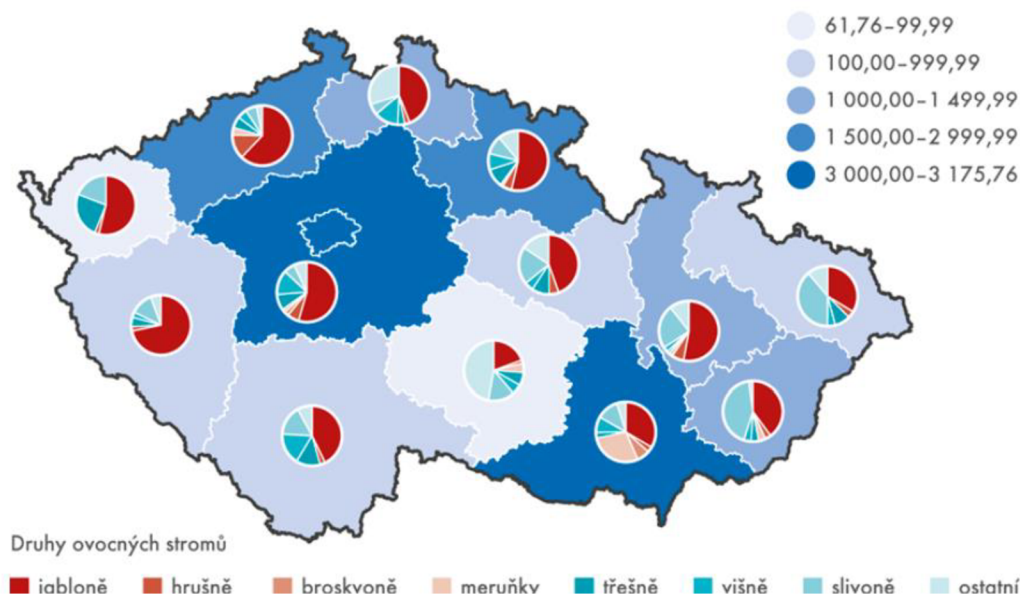 61,76–99,99
100,00–999,99
1 000,00–1 499,99
1 500,00–2 999,99
3 000,00–3 175,76
Druhy ovocných stromů
jabloně hrušně broskvoně meruňky třešně višně slivoně ostatní